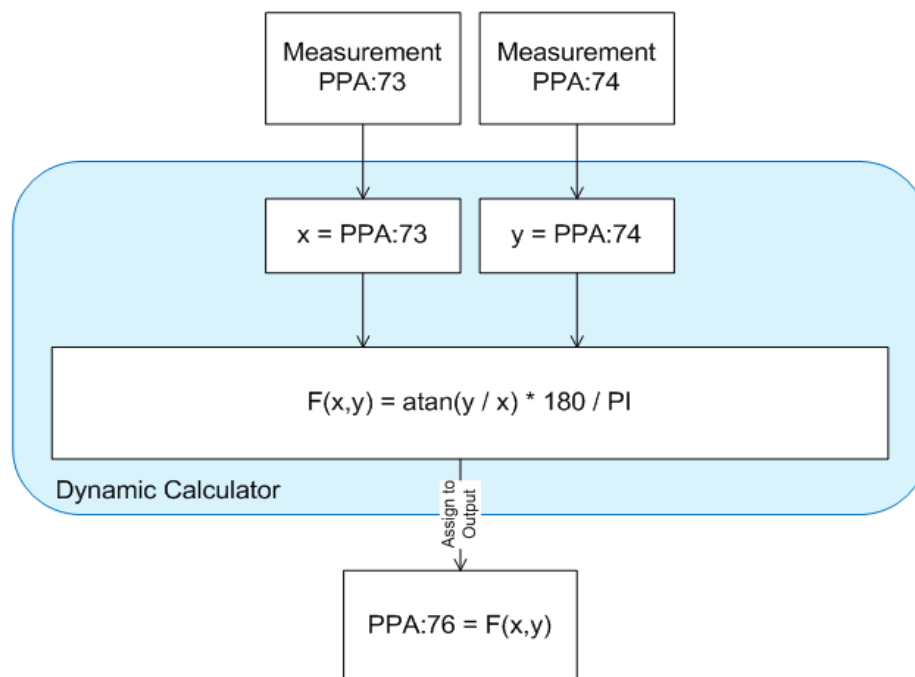 Measurement
PPA:73
Measurement
PPA:74
x = PPA:73
y = PPA:74
F(x,y) = atan(y / x) * 180 / PI
Dynamic Calculator
Assign to
Output
PPA:76 = F(x,y)